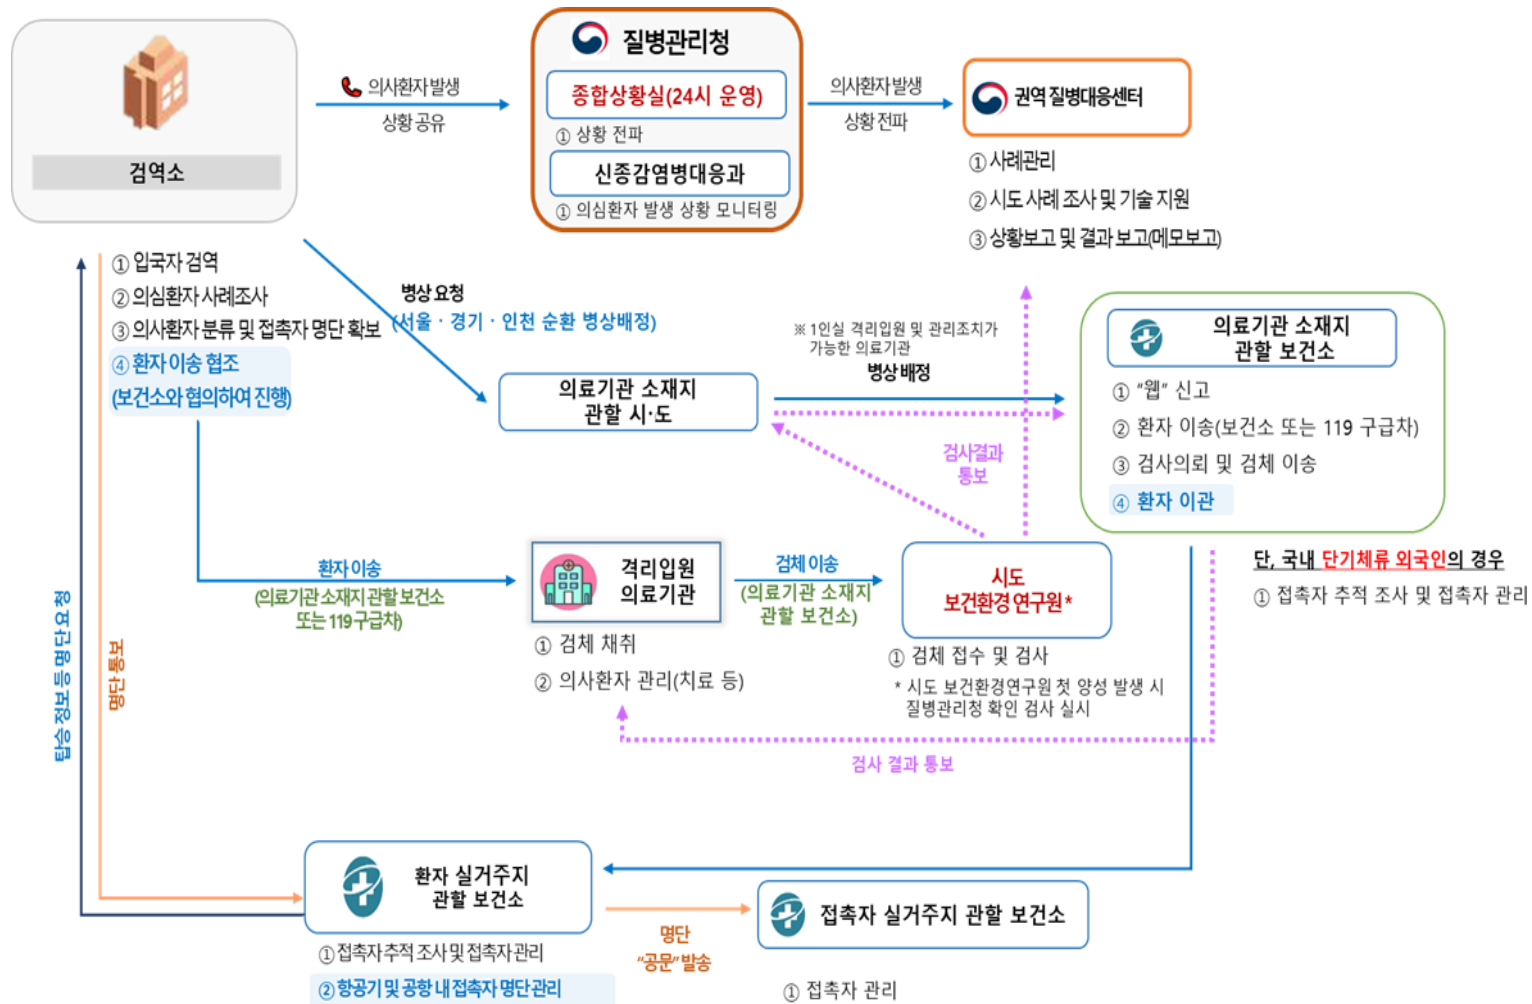 질병관리청
종합상황실(24시 운영)
① 상황 전파
신종감염병대응과
① 의심환자 발생 상황 모니터링
검역소
의사환자 발생
상황 공유
의사환자 발생
상황 전파
권역 질병대응센터
① 사례관리
② 시도 사례 조사 및 기술 지원
③ 상황보고 및 결과 보고(메모보고)
① 입국자 검역
② 의심환자 사례조사
③ 의사환자 분류 및 접촉자 명단 확보
④ 환자 이송 협조
(보건소와 협의하여 진행)
병상 요청
(서울 · 경기 · 인천 순환 병상배정)
의료기관 소재지
관할 시·도
※ 1인실 격리입원 및 관리조치가
가능한 의료기관
병상 배정
의료기관 소재지
관할 보건소
① “웹” 신고
② 환자 이송(보건소 또는 119 구급차)
③ 검사의뢰 및 검체 이송
④ 환자 이관
검사결과
통보
환자 이송
(의료기관 소재지 관할 보건소
또는 119 구급차)
격리입원
의료기관
① 검체 채취
② 의사환자 관리(치료 등)
검체 이송
(의료기관 소재지
관할 보건소)
시도
보건환경 연구원*
① 검체 접수 및 검사
* 시도 보건환경연구원 첫 양성 발생 시
질병관리청 확인 검사 실시
단, 국내 단기체류 외국인의 경우
① 접촉자 추적 조사 및 접촉자 관리
검사 결과 통보
탑승 정보 등 명단 요청
명단 통보
환자 실거주지
관할 보건소
① 접촉자 추적 조사 및 접촉자 관리
② 항공기 및 공항 내 접촉자 명단 관리
명단
“공문” 발송
접촉자 실거주지 관할 보건소
① 접촉자 관리